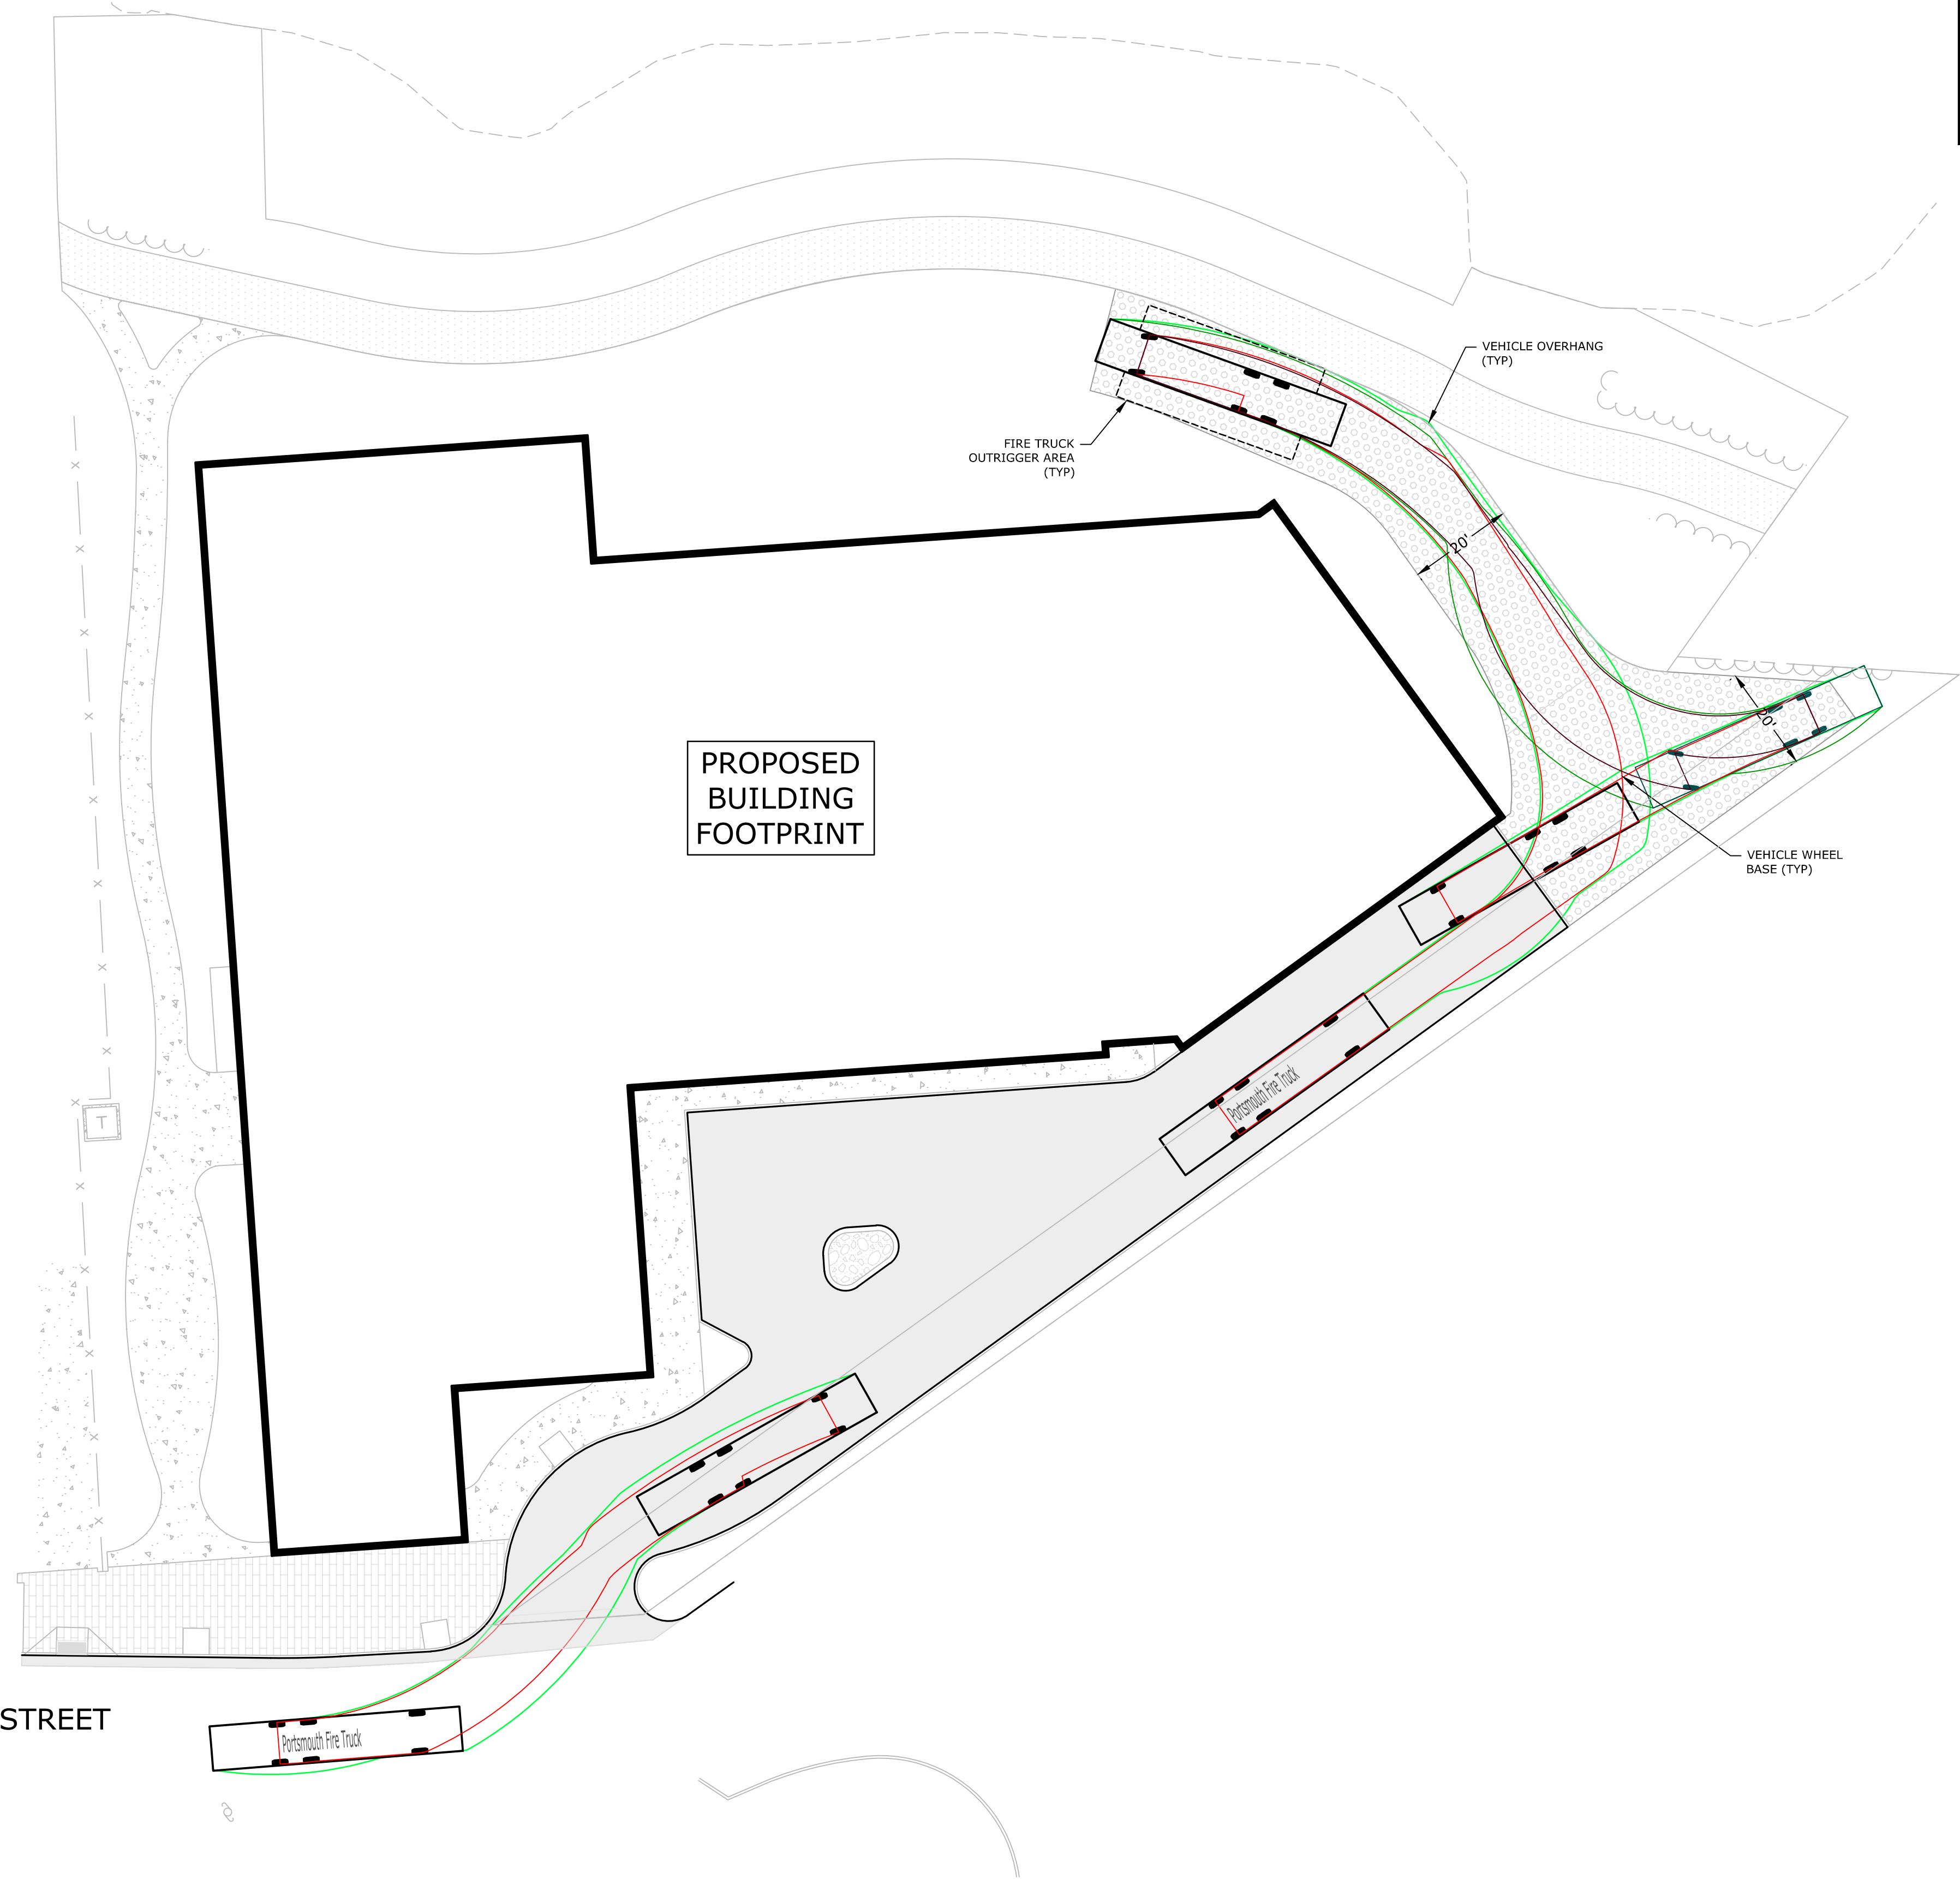 VEHICLE OVERHANG
(TYP)
FIRE TRUCK
OUTRIGGER AREA
(TYP)
20'
20'
PROPOSED
BUILDING
FOOTPRINT
VEHICLE WHEEL
BASE (TYP)
Portsmouth Fire Truck
T
STREET
Portsmouth Fire Truck